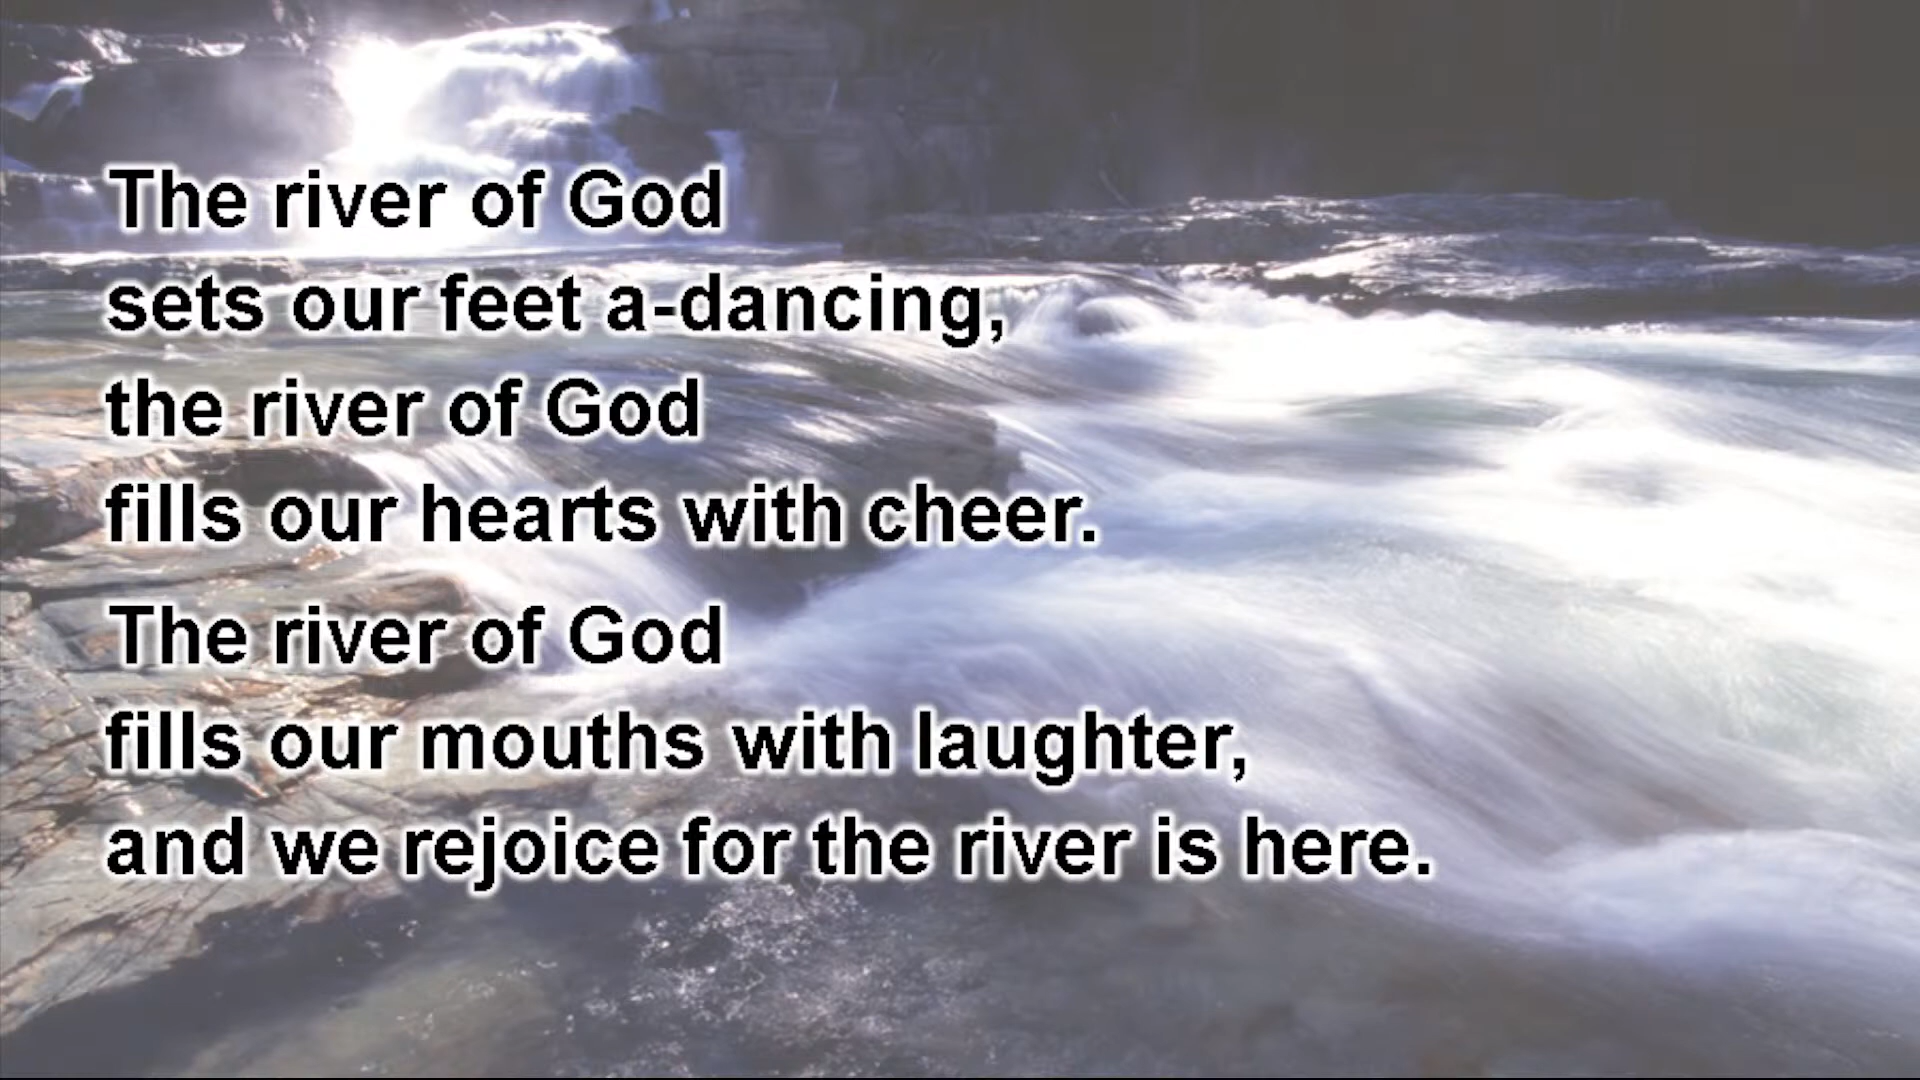 The river of God
sets our feet a-dancing,
the river of God
fills our hearts with cheer.
The river of God
fills our mouths with laughter,
and we rejoice for the river is here.